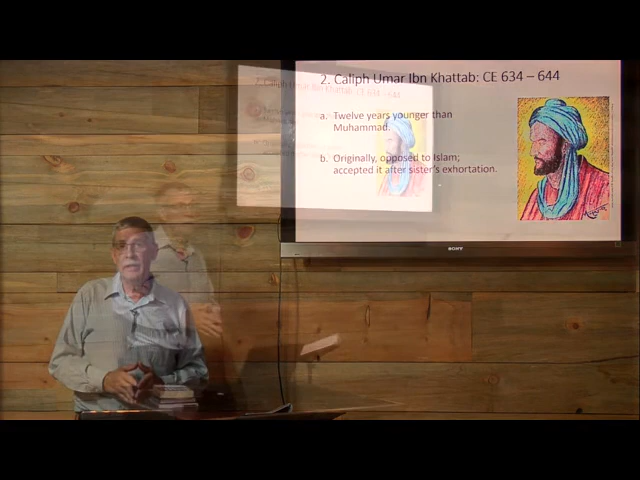 2. Caliph Umar Ibn Khattab: CE 634 – 644
a. Twelve years younger than
Muhammad.
b. Originally, opposed to Islam;
accepted it after sister's exhortation.
SONY